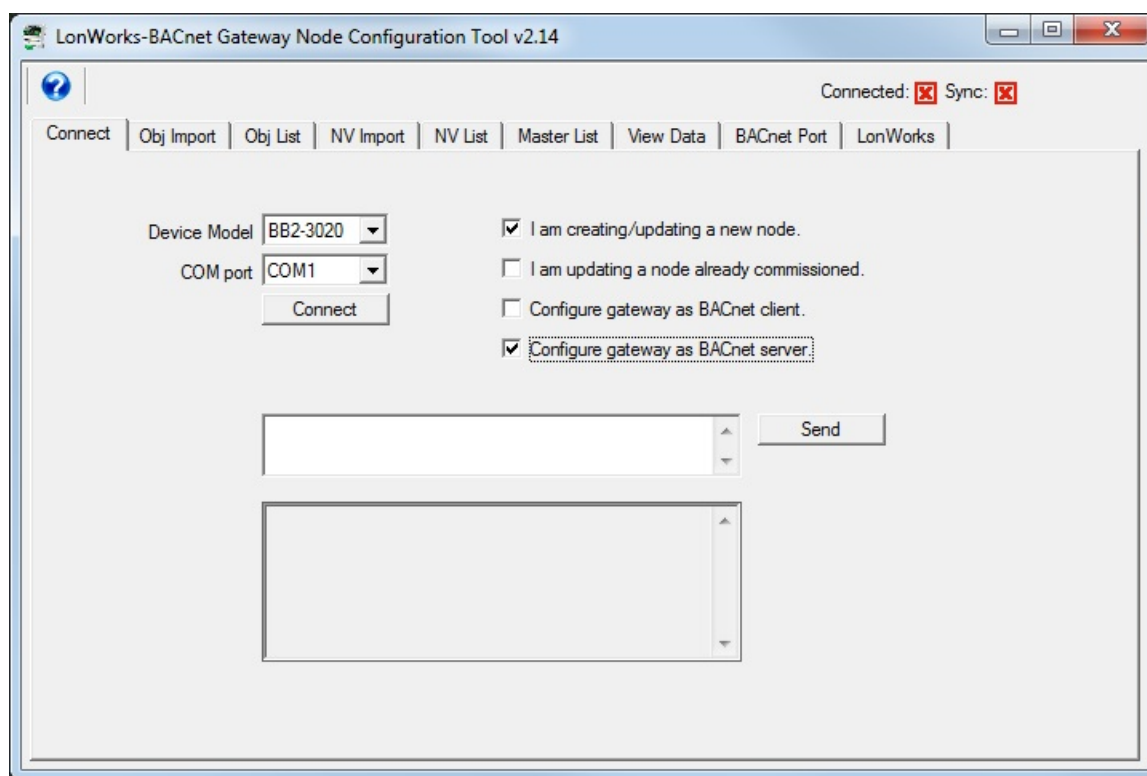 LonWorks-BACnet Gateway Node Configuration Tool v2.14
Connected: Sync:
Connect Obj Import Obj List NV Import NV List Master List View Data BACnet Port LonWorks
Device Model BB2-3020 I am creating/updating a new node.
COM port COM1 I am updating a node already commissioned.
Connect Configure gateway as BACnet client.
Configure gateway as BACnet server.
Send